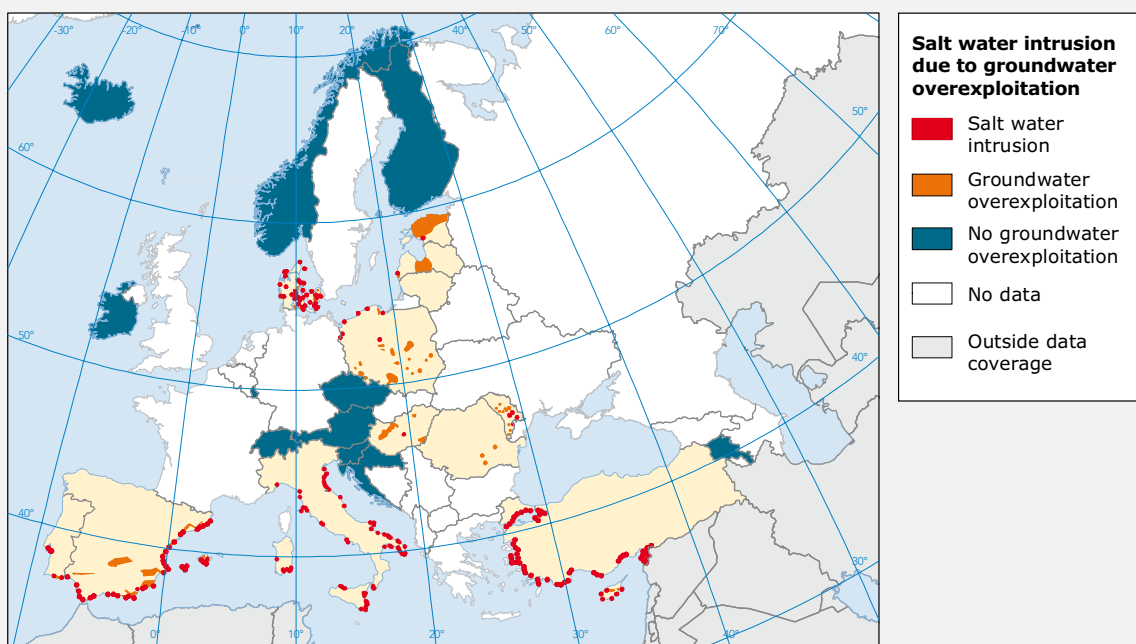 -30°
-20°
-10°
0°
10°
20°
30°
40°
50°
60°
70°
Salt water intrusion
due to groundwater
overexploitation
50°
Salt water
intrusion
60°
Groundwater
overexploitation
No groundwater
overexploitation
No data
50°
Outside data
coverage
40°
40°
30°
0°
10°
20°
30°
40°